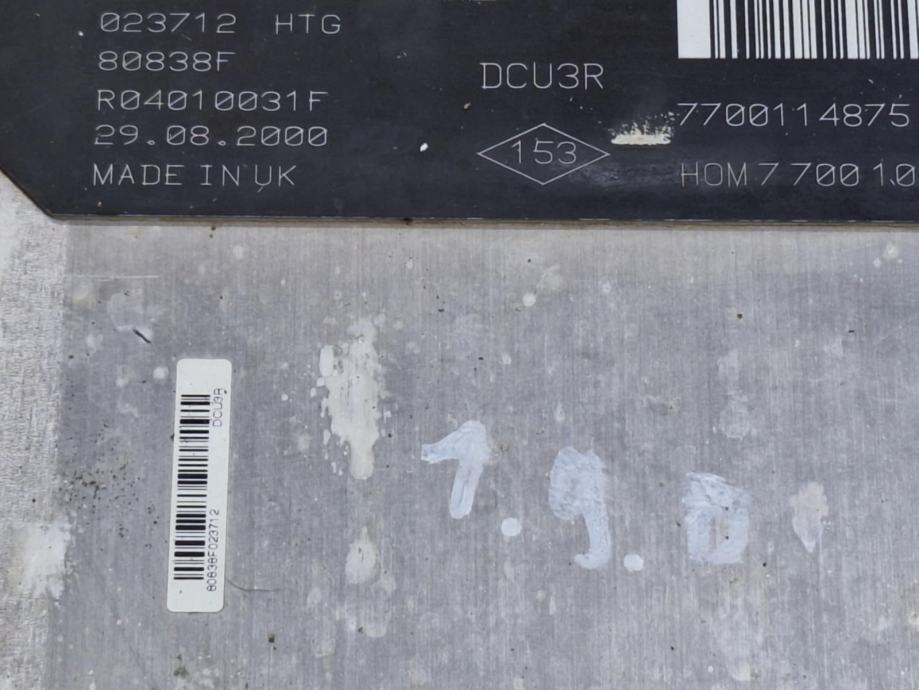 023712 HTG
80838F
R04010031F
29.08.2000
MADE IN UK
DCU3R
153
7700114875
HOM 7 700 1.0
DCU3R
80838F023712
1.9.D